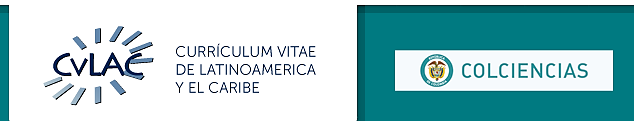 CvLAC
CURRÍCULUM VITAE
DE LATINOAMERICA
Y EL CARIBE
COLCIENCIAS